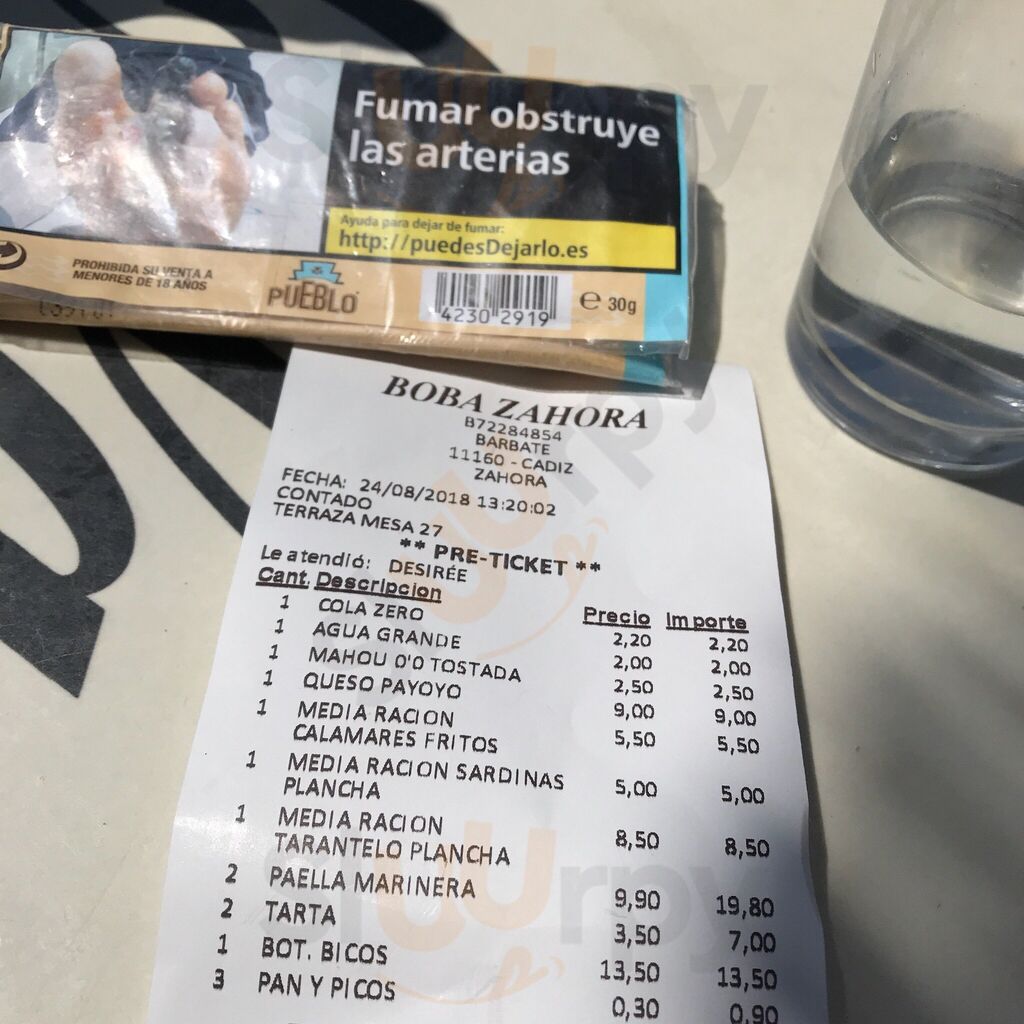 Fumar obstruye
las arterias
Ayuda para dejar de fumar:
http://puedesDejarlo.es
PROHIBIDA SU VENTA A
MENORES DE 18 AÑOS
PUEBLO
4230 2919
e 30g
BOBA ZAHORA
B72284854
BARBATE
11160 - CADIZ
ZAHORA
FECHA: 24/08/2018 13:20:02
CONTADO
TERRAZA MESA 27
** PRE-TICKET **
Le atendió: DESIRÉE
Cant. Descripcion Precio Importe
1 COLA ZERO 2,20 2,20
1 AGUA GRANDE 2,00 2,00
1 MAHOU 0'0 TOSTADA 2,50 2,50
1 QUESO PAYOYO 9,00 9,00
1 MEDIA RACION
CALAMARES FRITOS 5,50 5,50
1 MEDIA RACION SARDINAS
PLANCHA 5,00 5,00
1 MEDIA RACION
TARANTELO PLANCHA 8,50 8,50
2 PAELLA MARINERA 9,90 19,80
2 TARTA 3,50 7,00
1 BOT. BICOS 13,50 13,50
3 PAN Y PICOS 0,30 0,90
sluurpy
sluurpy
sluurpy